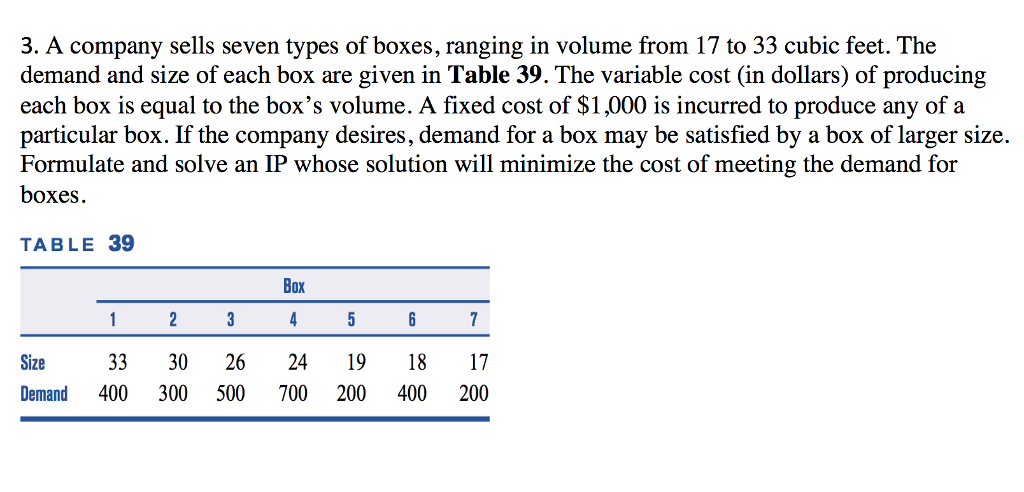 3. A company sells seven types of boxes, ranging in volume from 17 to 33 cubic feet. The
demand and size of each box are given in Table 39. The variable cost (in dollars) of producing
each box is equal to the box’s volume. A fixed cost of $1,000 is incurred to produce any of a
particular box. If the company desires, demand for a box may be satisfied by a box of larger size.
Formulate and solve an IP whose solution will minimize the cost of meeting the demand for
boxes.
TABLE 39
Box
1 2 3 4 5 6 7
Size 33 30 26 24 19 18 17
Demand 400 300 500 700 200 400 200